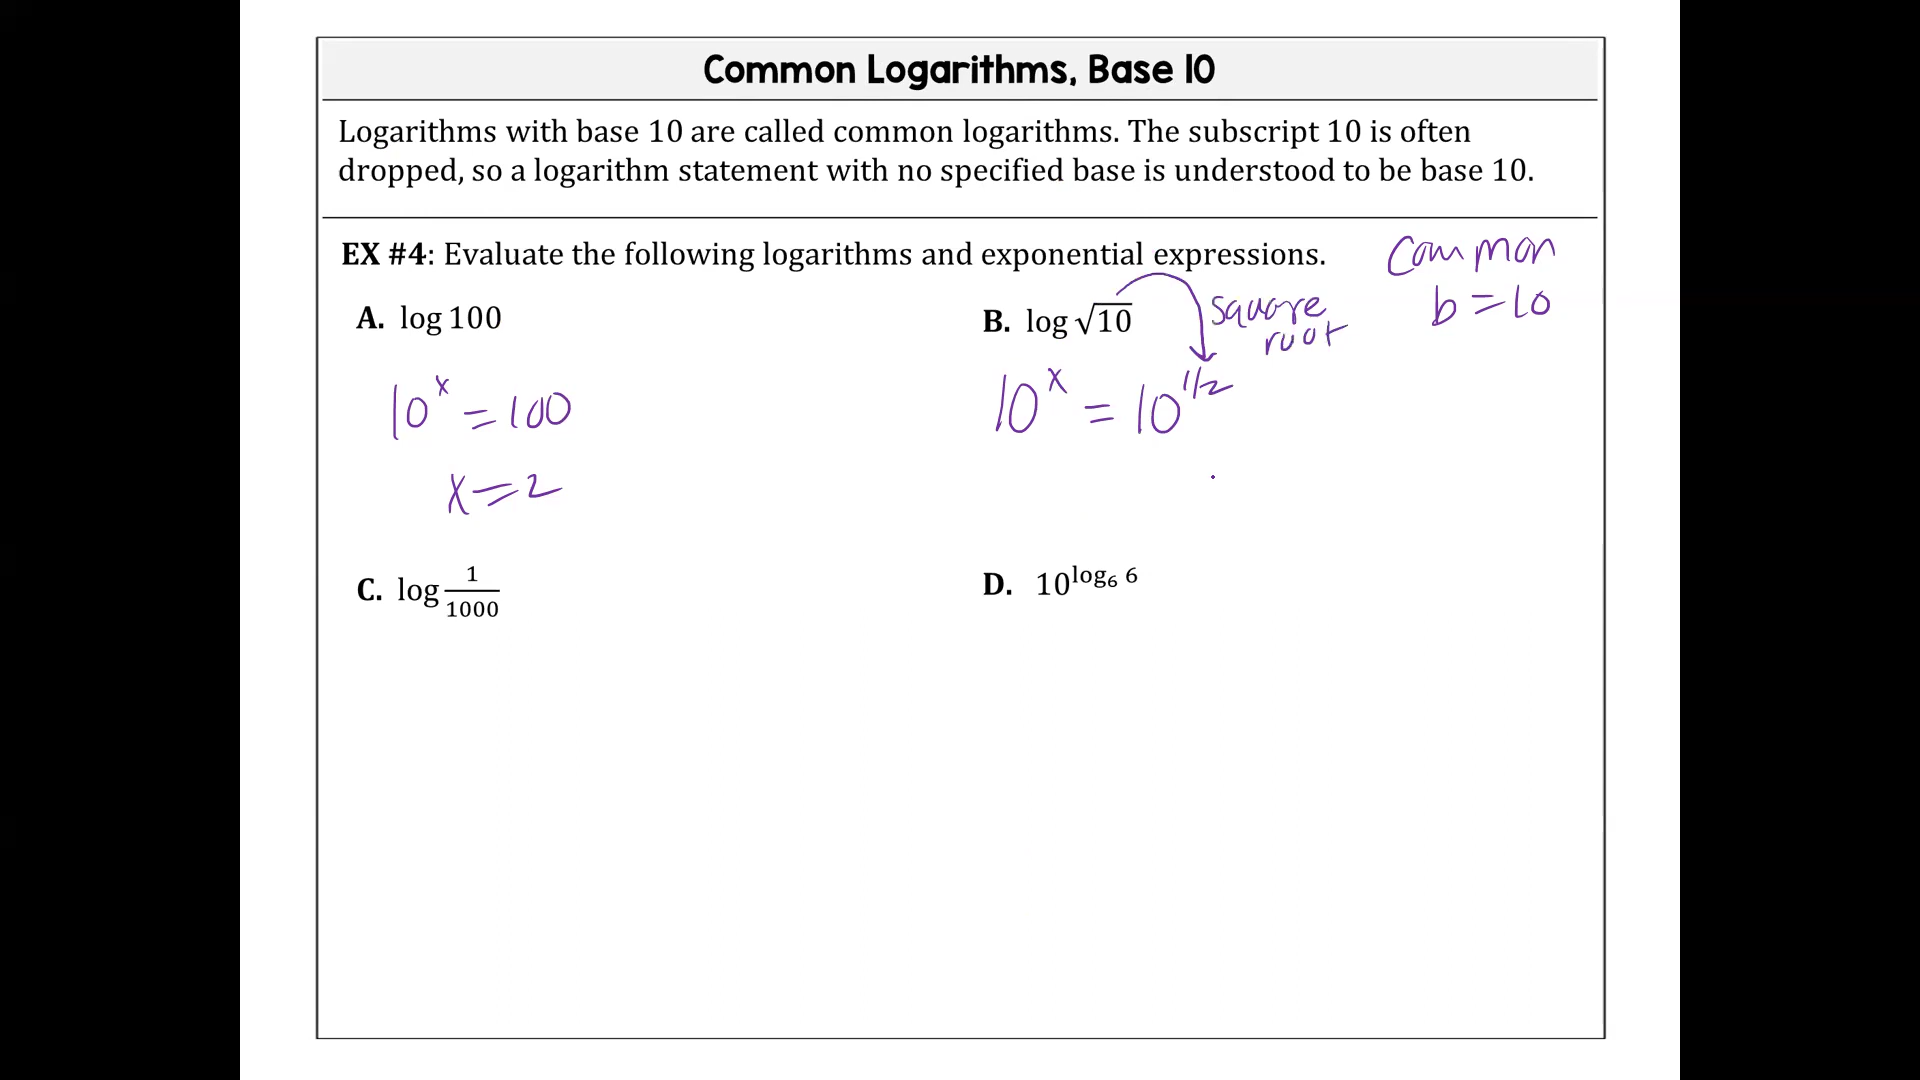 Common Logarithms, Base 10
Logarithms with base 10 are called common logarithms. The subscript 10 is often
dropped, so a logarithm statement with no specified base is understood to be base 10.
EX #4: Evaluate the following logarithms and exponential expressions.
Common
b = 10
A. log 100
B. log √10
square
root
10^x = 100
10^x = 10^1/2
x = 2
C. log 1/1000
D. 10^log₆ 6